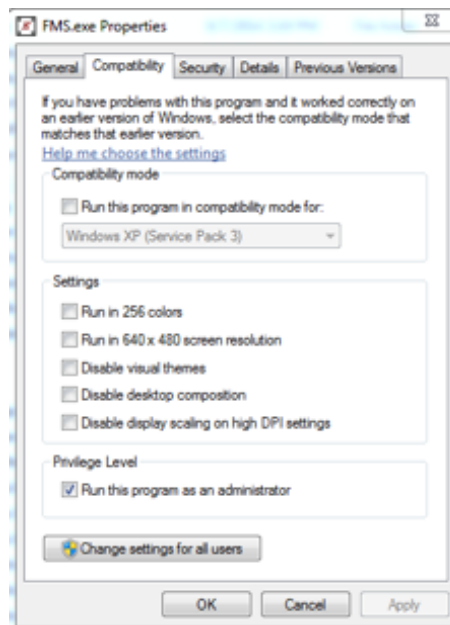 FMS.exe Properties
General Compatibility Security Details Previous Versions
If you have problems with this program and it worked correctly on
an earlier version of Windows, select the compatibility mode that
matches that earlier version.
Help me choose the settings
Compatibility mode
Run this program in compatibility mode for:
Windows XP (Service Pack 3)
Settings
Run in 256 colors
Run in 640 x 480 screen resolution
Disable visual themes
Disable desktop composition
Disable display scaling on high DPI settings
Privilege Level
Run this program as an administrator
Change settings for all users
OK Cancel Apply